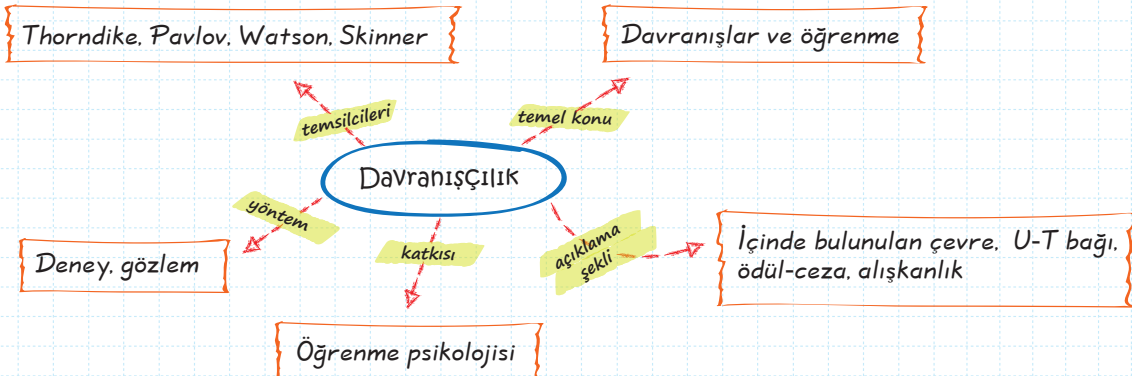 Thorndike, Pavlov, Watson, Skinner
Davranışlar ve öğrenme
temsilcileri
temel konu
Davranışçılık
yöntem
katkısı
açıklama
şekli
Deney, gözlem
İçinde bulunulan çevre, U-T bağı,
ödül-ceza, alışkanlık
Öğrenme psikolojisi